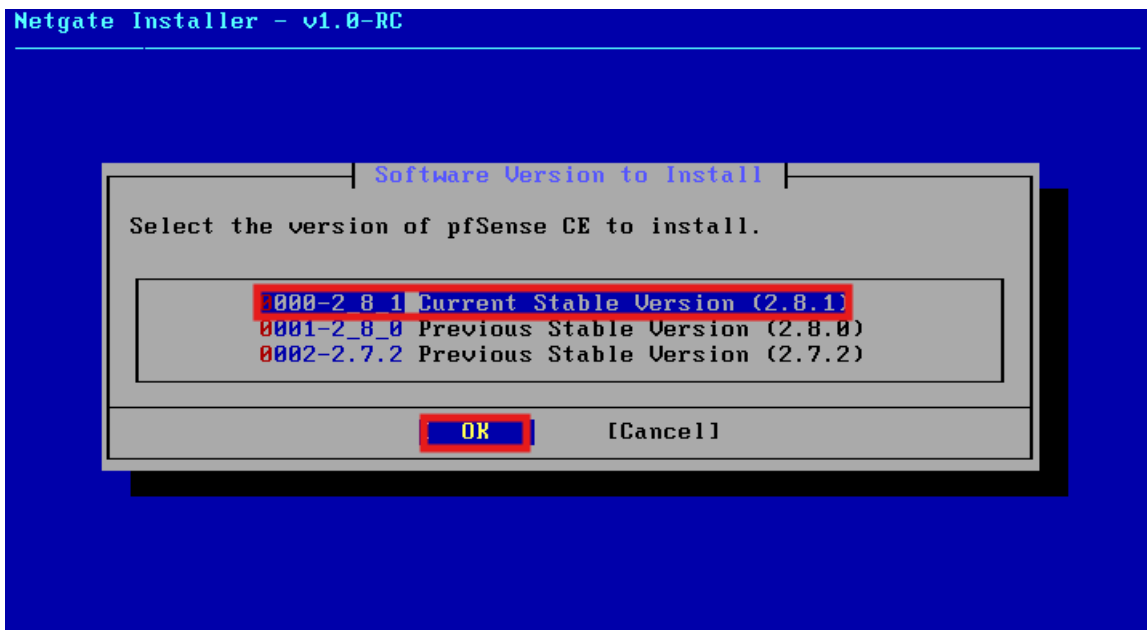 Netgate Installer - v1.0-RC
Software Version to Install
Select the version of pfSense CE to install.
0000-2_8_1 Current Stable Version (2.8.1)
0001-2_8_0 Previous Stable Version (2.8.0)
0002-2.7.2 Previous Stable Version (2.7.2)
[ OK ] [Cancel]